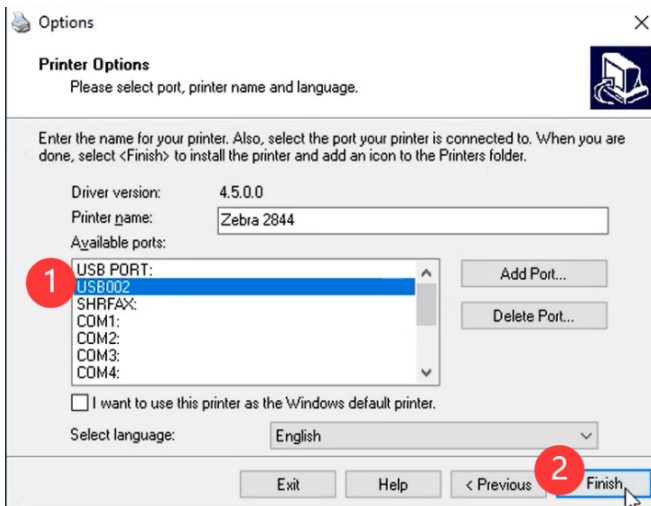 Options
Printer Options
Please select port, printer name and language.
Enter the name for your printer. Also, select the port your printer is connected to. When you are
done, select <Finish> to install the printer and add an icon to the Printers folder.
Driver version: 4.5.0.0
Printer name: Zebra 2844
Available ports:
1
USB PORT:
USB002
SHRFAX:
COM1:
COM2:
COM3:
COM4:
Add Port...
Delete Port...
I want to use this printer as the Windows default printer.
Select language: English
2
Exit Help < Previous Finish